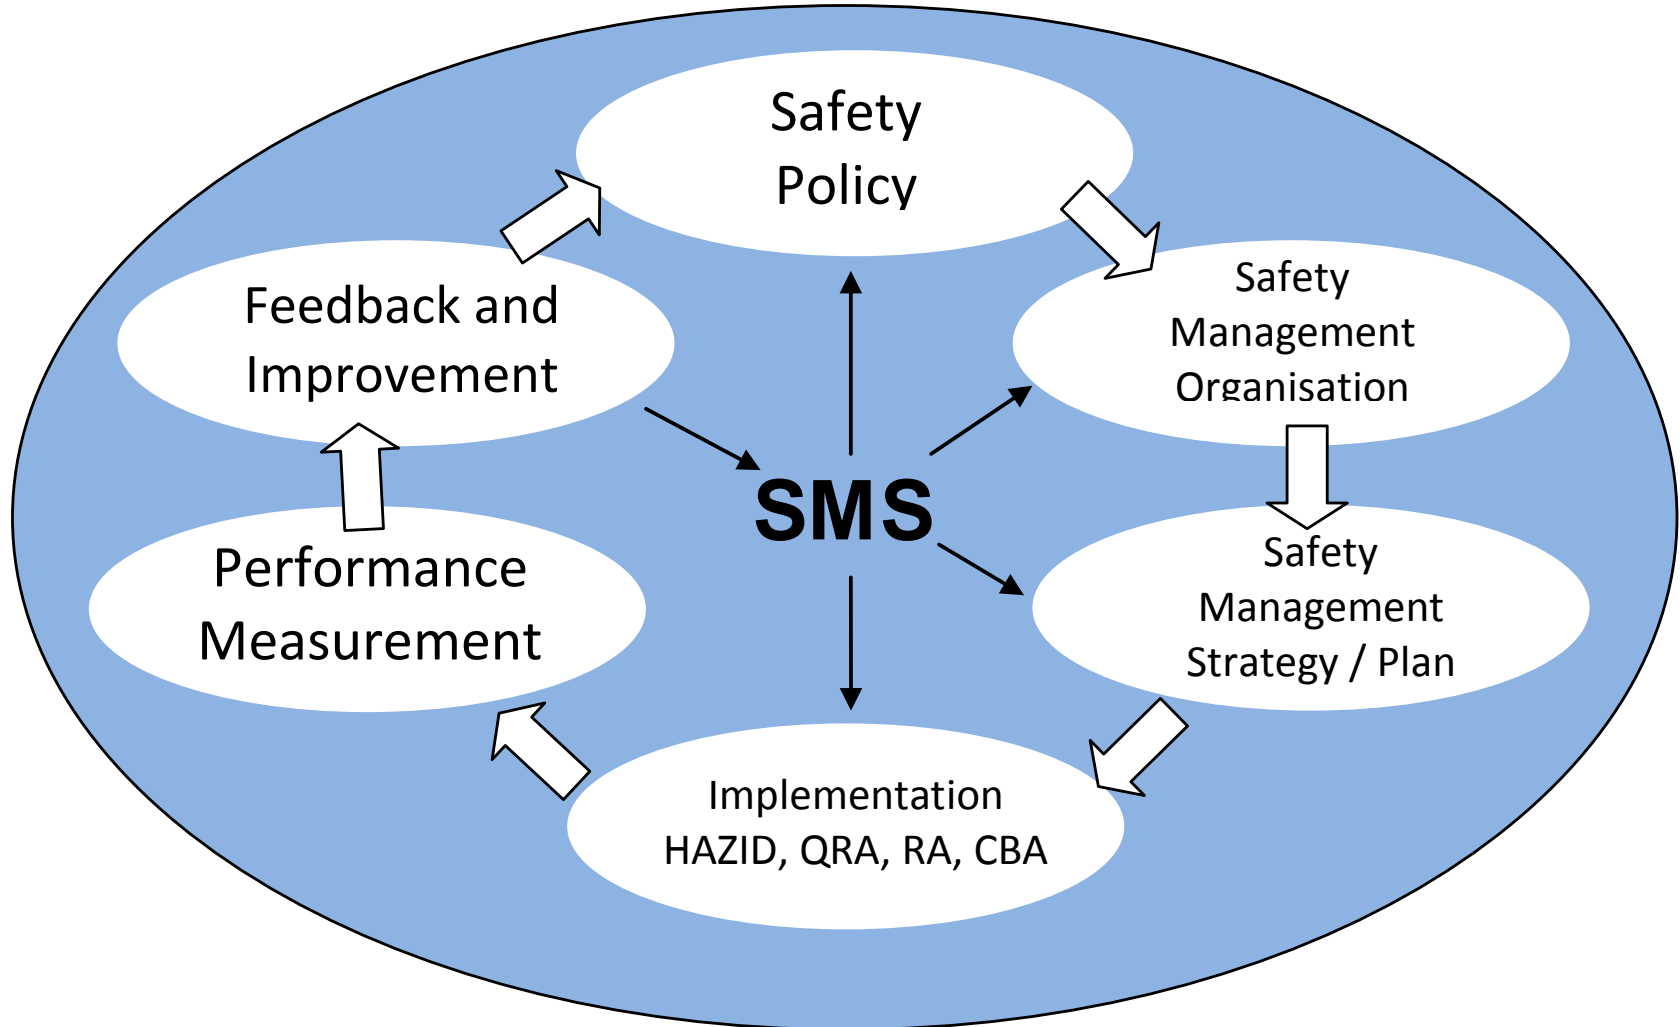 Safety
Policy
Feedback and
Improvement
Safety
Management
Organisation
SMS
Performance
Measurement
Safety
Management
Strategy / Plan
Implementation
HAZID, QRA, RA, CBA